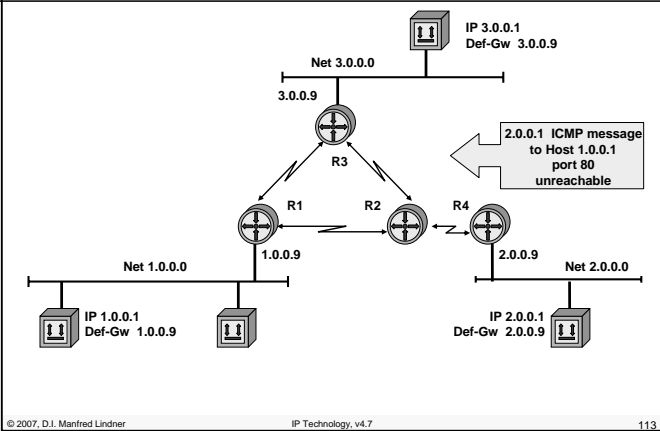 IP 3.0.0.1
Def-Gw 3.0.0.9
Net 3.0.0.0
3.0.0.9
R3
2.0.0.1 ICMP message
to Host 1.0.0.1
port 80
unreachable
R1
R2
R4
1.0.0.9
2.0.0.9
Net 1.0.0.0
Net 2.0.0.0
IP 1.0.0.1
Def-Gw 1.0.0.9
IP 2.0.0.1
Def-Gw 2.0.0.9
© 2007, D.I. Manfred Lindner
IP Technology, v4.7
113